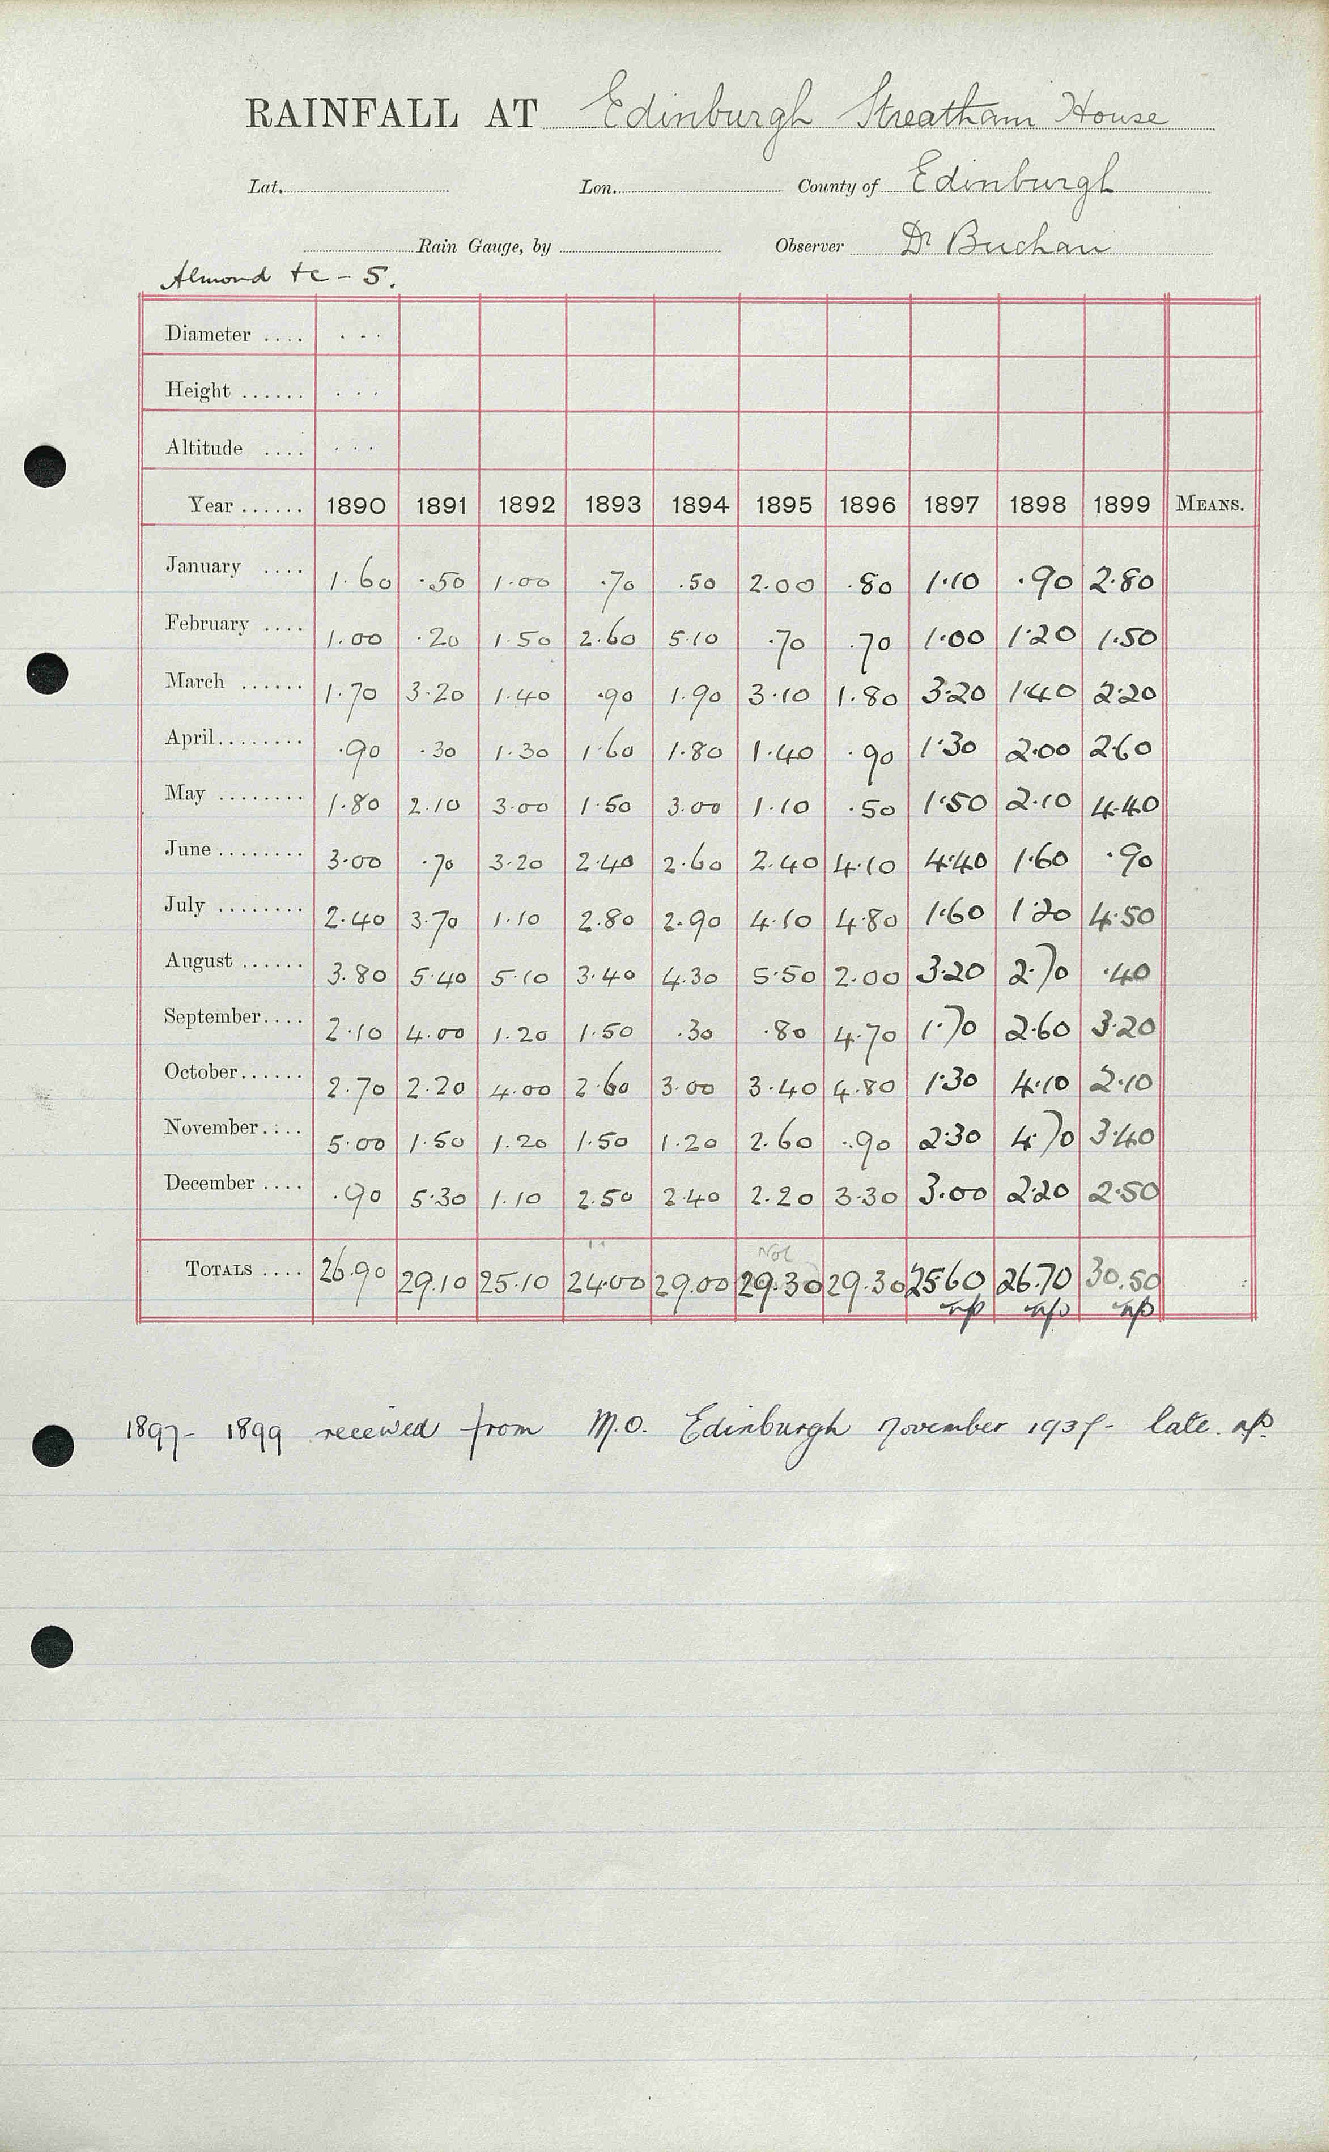 RAINFALL AT Edinburgh Streatham House
Lat. Lon. County of Edinburgh
Rain Gauge, by Observer Dr Buchan
Almond &c - 5.
Diameter .... ...
Height ...... ...
Altitude .... ...
Year ...... 1890 1891 1892 1893 1894 1895 1896 1897 1898 1899 MEANS.
January .... 1.60 .50 1.00 .70 .50 2.00 .80 1.10 .90 2.80
February .... 1.00 .20 1.50 2.60 5.10 .70 .70 1.00 1.20 1.50
March ...... 1.70 3.20 1.40 .90 1.90 3.10 1.80 3.20 1.40 2.20
April........ .90 .30 1.30 1.60 1.80 1.40 .90 1.30 2.00 2.60
May ........ 1.80 2.10 3.00 1.50 3.00 1.10 .50 1.50 2.10 4.40
June........ 3.00 .70 3.20 2.40 2.60 2.40 4.10 4.40 1.60 .90
July ........ 2.40 3.70 1.10 2.80 2.90 4.10 4.80 1.60 1.20 4.50
August ...... 3.80 5.40 5.10 3.40 4.30 5.50 2.00 3.20 2.70 .40
September.... 2.10 4.00 1.20 1.50 .30 .80 4.70 1.70 2.60 3.20
October...... 2.70 2.20 4.00 2.60 3.00 3.40 4.80 1.30 4.10 2.10
November.... 5.00 1.50 1.20 1.50 1.20 2.60 .90 2.30 4.70 3.40
December .... .90 5.30 1.10 2.50 2.40 2.20 3.30 3.00 2.20 2.50
TOTALS .... 26.90 29.10 25.10 24.00 29.00 29.30 29.30 25.60 26.70 30.50
1897 - 1899 received from M.O. Edinburgh November - late.